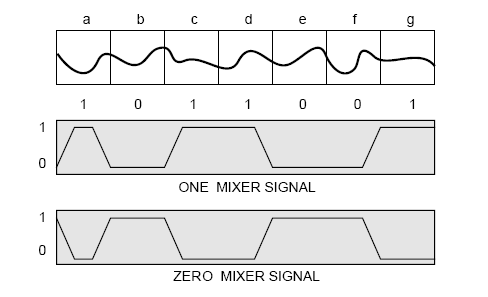 a b c d e f g
1 0 1 1 0 0 1
1
0
ONE MIXER SIGNAL
1
0
ZERO MIXER SIGNAL